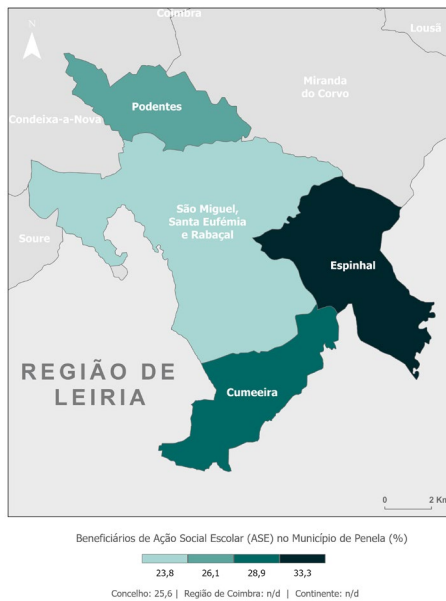 Coimbra
N
Lousã
Miranda
do Corvo
Podentes
Condeixa-a-Nova
São Miguel,
Santa Eufémia
e Rabaçal
Soure
Espinhal
REGIÃO DE
LEIRIA
Cumeeira
0 2 Km
Beneficiários de Ação Social Escolar (ASE) no Município de Penela (%)
23,8 26,1 28,9 33,3
Concelho: 25,6 | Região de Coimbra: n/d | Continente: n/d